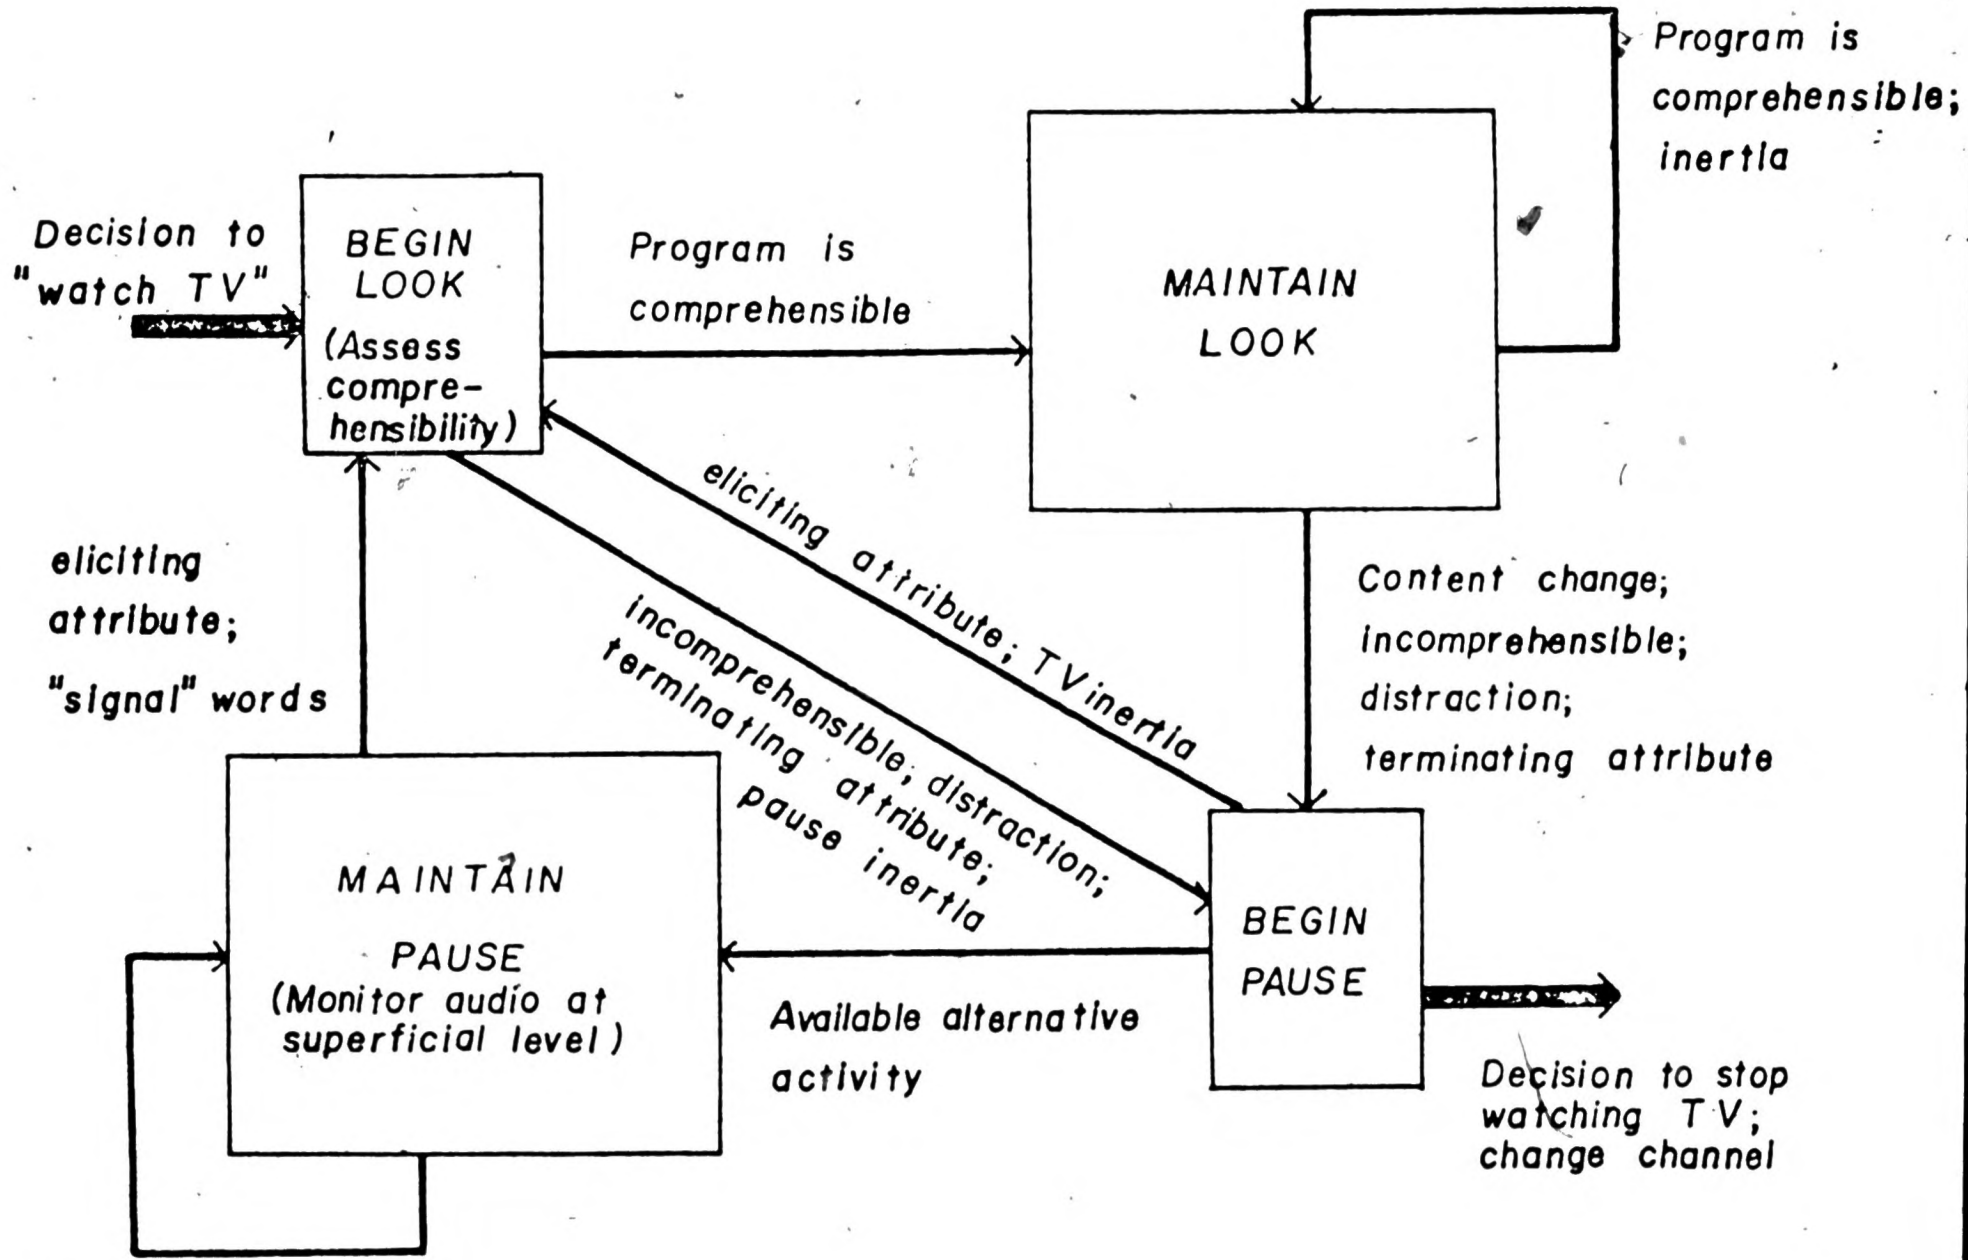 Program is
comprehensible;
inertia
Decision to
"watch TV"
BEGIN
LOOK
(Assess
compre-
hensibility)
Program is
comprehensible
MAINTAIN
LOOK
eliciting attribute; TV inertia
incomprehensible; distraction;
terminating attribute;
pause inertia
eliciting
attribute;
"signal" words
Content change;
incomprehensible;
distraction;
terminating attribute
MAINTAIN
PAUSE
(Monitor audio at
superficial level)
Available alternative
activity
BEGIN
PAUSE
Decision to stop
watching TV;
change channel